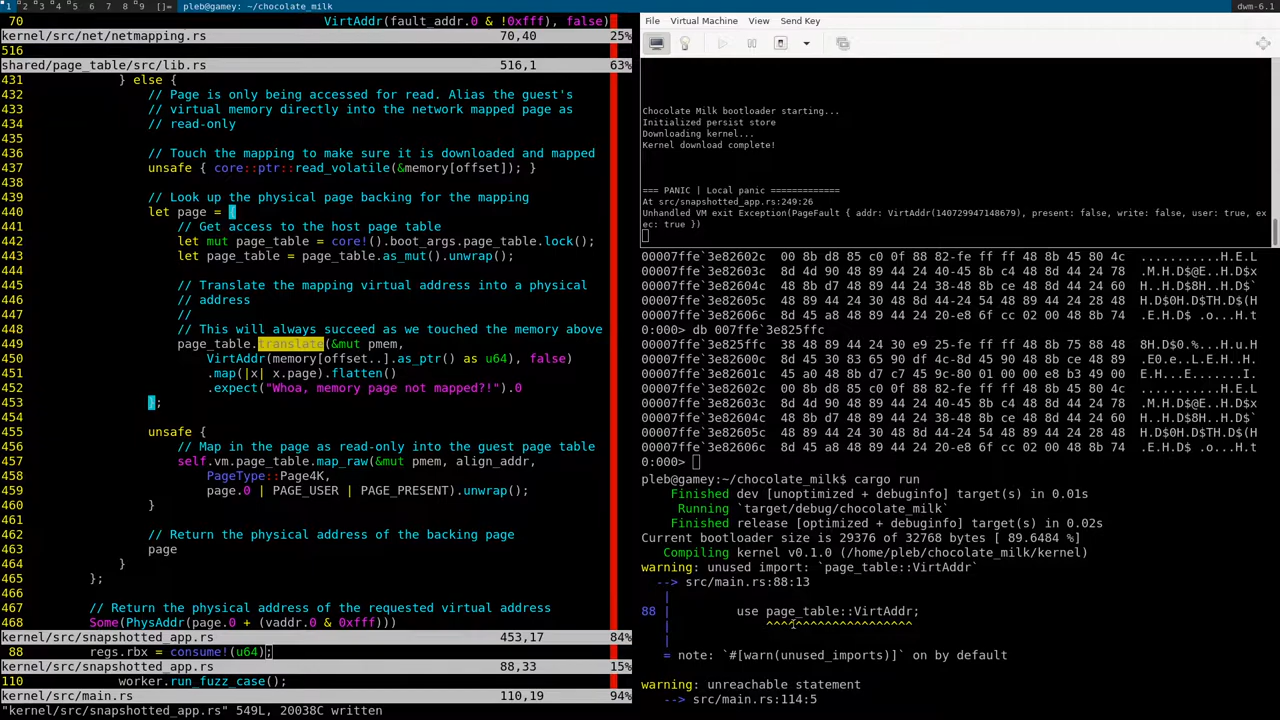 1 2 3 4 5 6 7 8 9 []= pleb@gamey: ~/chocolate_milk dwm-6.1
70 VirtAddr(fault_addr.0 & !0xfff), false)
kernel/src/net/netmapping.rs 70,40 25%
516
shared/page_table/src/lib.rs 516,1 63%
431 } else {
432 // Page is only being accessed for read. Alias the guest's
433 // virtual memory directly into the network mapped page as
434 // read-only
435
436 // Touch the mapping to make sure it is downloaded and mapped
437 unsafe { core::ptr::read_volatile(&memory[offset]); }
438
439 // Look up the physical page backing for the mapping
440 let page = {
441 // Get access to the host page table
442 let mut page_table = core!().boot_args.page_table.lock();
443 let page_table = page_table.as_mut().unwrap();
444
445 // Translate the mapping virtual address into a physical
446 // address
447 //
448 // This will always succeed as we touched the memory above
449 page_table.translate(&mut pmem,
450 VirtAddr(memory[offset..].as_ptr() as u64), false)
451 .map(|x| x.page).flatten()
452 .expect("Whoa, memory page not mapped?!").0
453 };
454
455 unsafe {
456 // Map in the page as read-only into the guest page table
457 self.vm.page_table.map_raw(&mut pmem, align_addr,
458 PageType::Page4K,
459 page.0 | PAGE_USER | PAGE_PRESENT).unwrap();
460 }
461
462 // Return the physical address of the backing page
463 page
464 }
465 };
466
467 // Return the physical address of the requested virtual address
468 Some(PhysAddr(page.0 + (vaddr.0 & 0xfff)))
kernel/src/snapshotted_app.rs 453,17 84%
88 regs.rbx = consume!(u64);
kernel/src/snapshotted_app.rs 88,33 15%
110 worker.run_fuzz_case();
kernel/src/main.rs 110,19 94%
"kernel/src/snapshotted_app.rs" 549L, 20038C written
File Virtual Machine View Send Key
Chocolate Milk bootloader starting...
Initialized persist store
Downloading kernel...
Kernel download complete!
=== PANIC | Local panic =============
At src/snapshotted_app.rs:249:26
Unhandled VM exit Exception(PageFault { addr: VirtAddr(140729947148679), present: false, write: false, user: true, ex
ec: true })
00007ffe`3e82602c 00 8b d8 85 c0 0f 88 82-fe ff ff 48 8b 45 80 4c ...........H.E.L
00007ffe`3e82603c 8d 4d 90 48 89 44 24 40-45 8b c4 48 8d 44 24 78 .M.H.D$@E..H.D$x
00007ffe`3e82604c 48 8b d7 48 89 44 24 38-48 8b ce 48 8d 44 24 60 H..H.D$8H..H.D$`
00007ffe`3e82605c 48 89 44 24 30 48 8d 44-24 54 48 89 44 24 28 48 H.D$0H.D$TH.D$(H
00007ffe`3e82606c 8d 45 a8 48 89 44 24 20-e8 6f 02 00 48 8b 74 .E.H.D$ .o..H.t
0:000> db 007ffe`3e825ffc
00007ffe`3e825ffc 38 48 8d 44 24 30 e9 25-fe ff ff 48 8b 75 88 48 8H.D$0.%...H.u.H
00007ffe`3e82600c 8d 45 30 83 65 90 df 4c-8d 45 90 48 8b ce 48 89 .E0.e..L.E.H..H.
00007ffe`3e82601c 45 a0 48 8b d7 c7 45 9c-80 01 00 00 e8 b3 49 00 E.H...E.......I.
00007ffe`3e82602c 00 8b d8 85 c0 0f 88 82-fe ff ff 48 8b 45 80 4c ...........H.E.L
00007ffe`3e82603c 8d 4d 90 48 89 44 24 40-45 8b c4 48 8d 44 24 78 .M.H.D$@E..H.D$x
00007ffe`3e82604c 48 8b d7 48 89 44 24 38-48 8b ce 48 8d 44 24 60 H..H.D$8H..H.D$`
00007ffe`3e82605c 48 89 44 24 30 48 8d 44-24 54 48 89 44 24 28 48 H.D$0H.D$TH.D$(H
00007ffe`3e82606c 8d 45 a8 48 89 44 24 20-e8 6f 02 00 48 8b 74 .E.H.D$ .o..H.t
0:000>
pleb@gamey:~/chocolate_milk$ cargo run
Finished dev [unoptimized + debuginfo] target(s) in 0.01s
Running `target/debug/chocolate_milk`
Finished release [optimized + debuginfo] target(s) in 0.02s
Current bootloader size is 29376 of 32768 bytes [ 89.6484 %]
Compiling kernel v0.1.0 (/home/pleb/chocolate_milk/kernel)
warning: unused import: `page_table::VirtAddr`
--> src/main.rs:88:13
|
88 | use page_table::VirtAddr;
| ^^^^^^^^^^^^^^^^^^^^
|
= note: `#[warn(unused_imports)]` on by default
warning: unreachable statement
--> src/main.rs:114:5